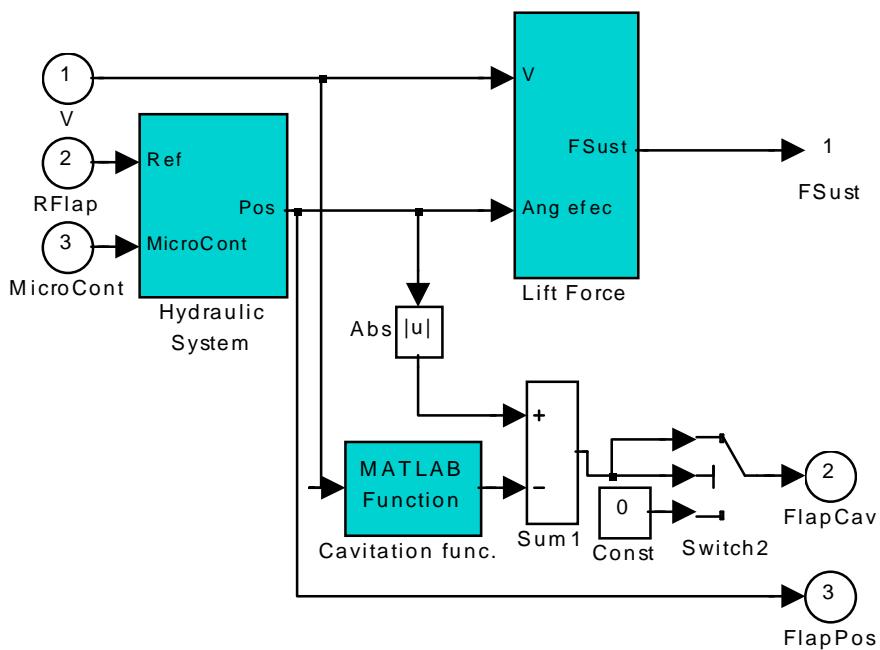 1
V
2
RFlap
3
MicroCont
Ref
Pos
MicroCont
Hydraulic
System
V
FSust
Ang efec
Lift Force
1
FSust
Abs
|u|
MATLAB
Function
Cavitation func.
+
−
Sum1
0
Const
Switch2
2
FlapCav
3
FlapPos